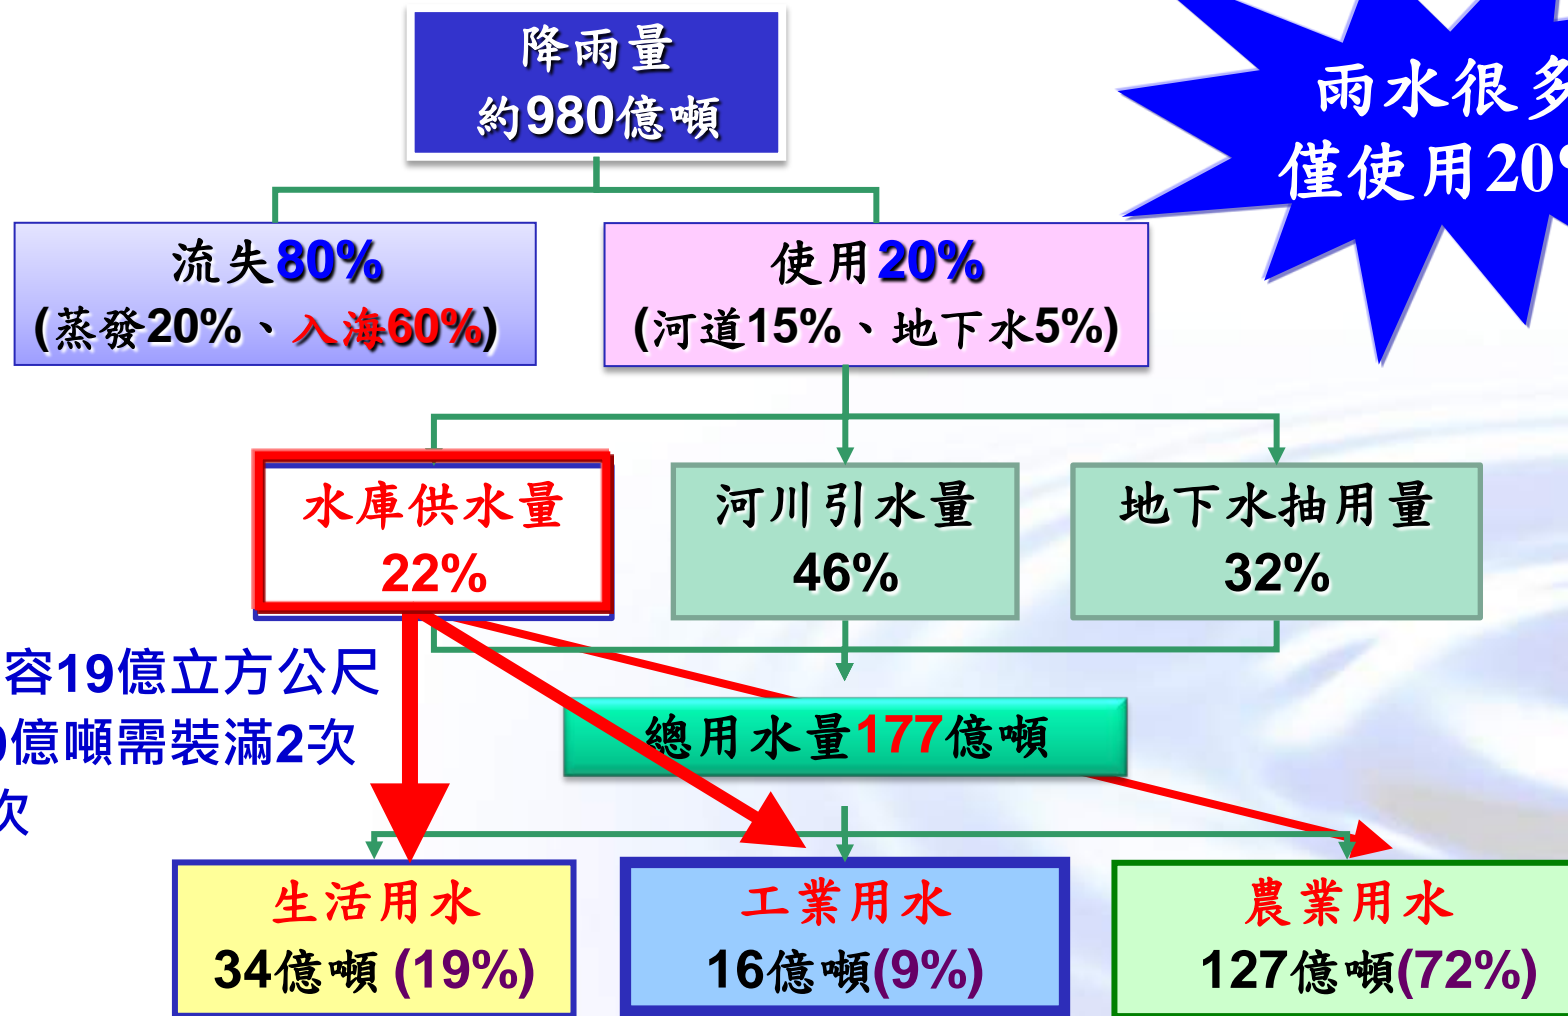 降雨量
約980億噸
雨水很多
僅使用20%
流失80%
(蒸發20%、入海60%)
使用20%
(河道15%、地下水5%)
水庫供水量
22%
河川引水量
46%
地下水抽用量
32%
容19億立方公尺
億噸需裝滿2次
次
總用水量177億噸
生活用水
34億噸 (19%)
工業用水
16億噸(9%)
農業用水
127億噸(72%)